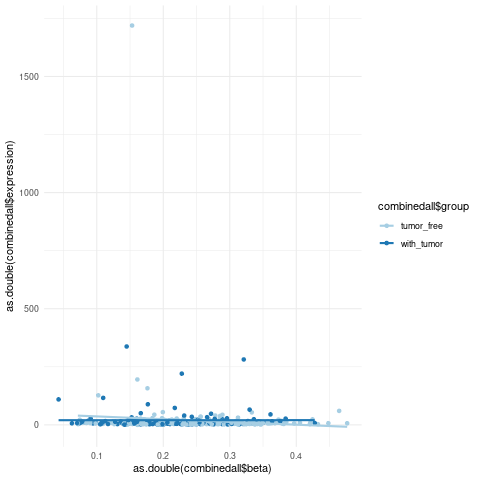 1500
1000
500
0
as.double(combinedall$expression)
0.1 0.2 0.3 0.4
as.double(combinedall$beta)
combinedall$group
tumor_free
with_tumor